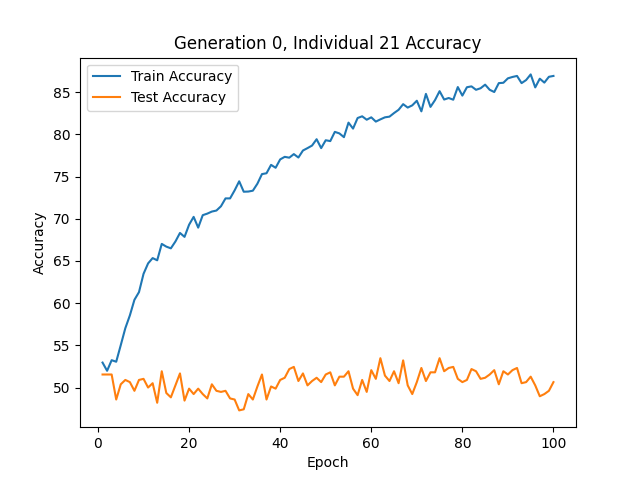 Generation 0, Individual 21 Accuracy
Train Accuracy
Test Accuracy
85
80
75
70
65
60
55
50
Accuracy
0 20 40 60 80 100
Epoch